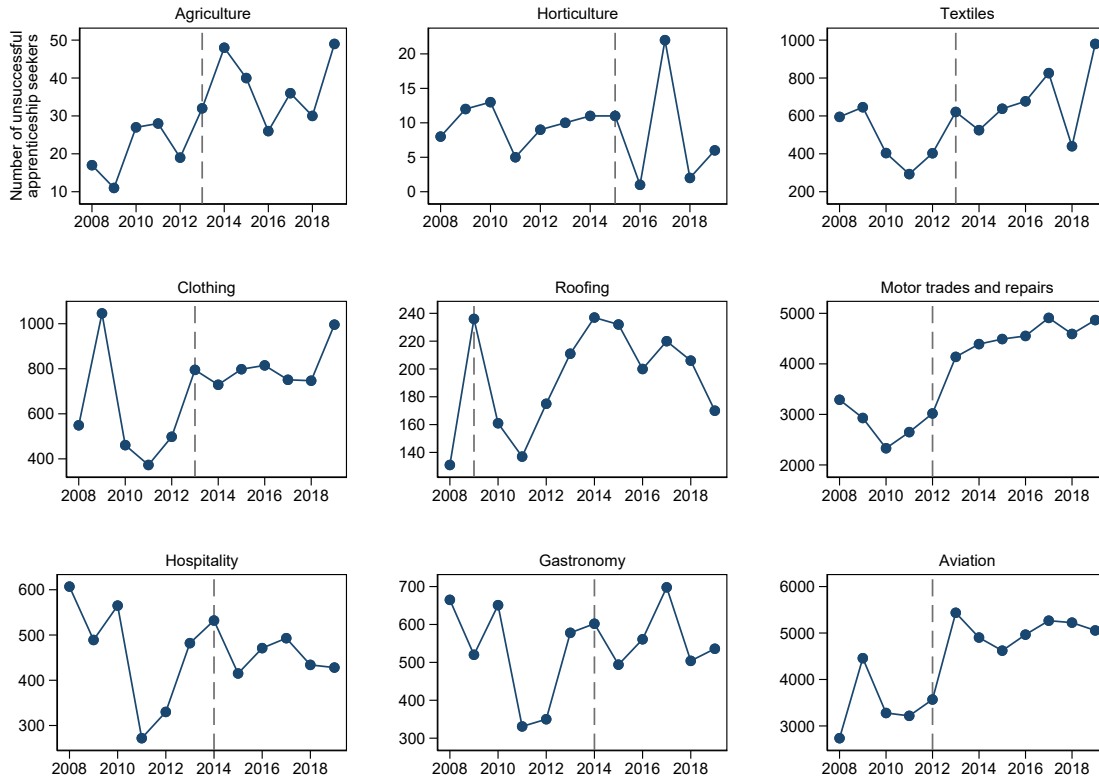 Agriculture
Horticulture
Textiles
Number of unsuccessful
apprenticeship seekers
50
40
30
20
10
2008 2010 2012 2014 2016 2018
20
15
10
5
0
2008 2010 2012 2014 2016 2018
1000
800
600
400
200
2008 2010 2012 2014 2016 2018
Clothing
Roofing
Motor trades and repairs
1000
800
600
400
2008 2010 2012 2014 2016 2018
240
220
200
180
160
140
2008 2010 2012 2014 2016 2018
5000
4000
3000
2000
2008 2010 2012 2014 2016 2018
Hospitality
Gastronomy
Aviation
600
500
400
300
2008 2010 2012 2014 2016 2018
700
600
500
400
300
2008 2010 2012 2014 2016 2018
6000
5000
4000
3000
2008 2010 2012 2014 2016 2018